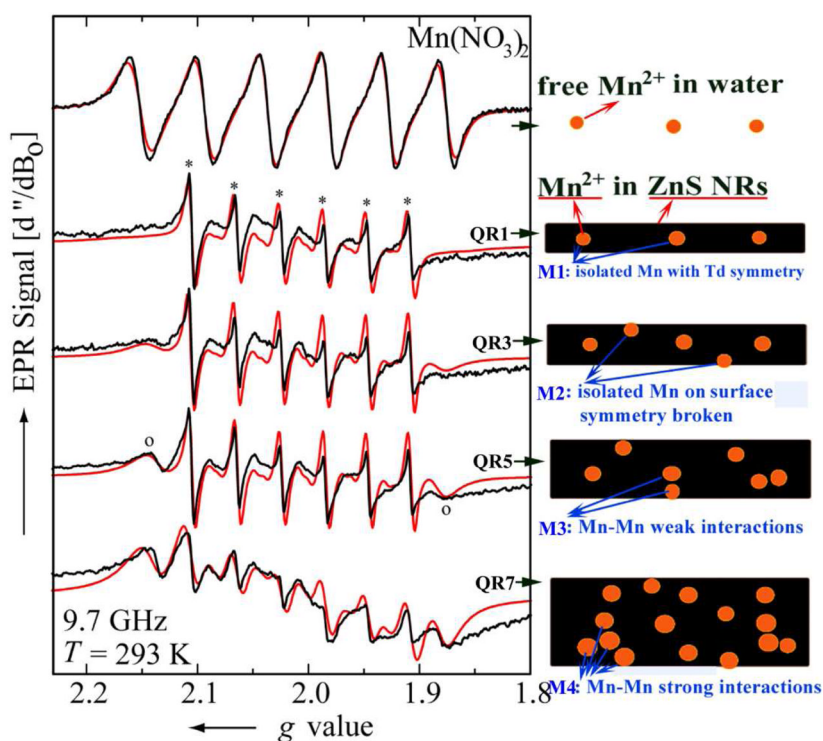 Mn(NO₃)₂
EPR Signal [d "/dB₀]
free Mn²⁺ in water
* * * * * *
QR1
Mn²⁺ in ZnS NRs
M1: isolated Mn with Td symmetry
QR3
M2: isolated Mn on surface
symmetry broken
o
QR5
o
M3: Mn-Mn weak interactions
QR7
M4: Mn-Mn strong interactions
9.7 GHz
T = 293 K
2.2 2.1 2.0 1.9 1.8
g value